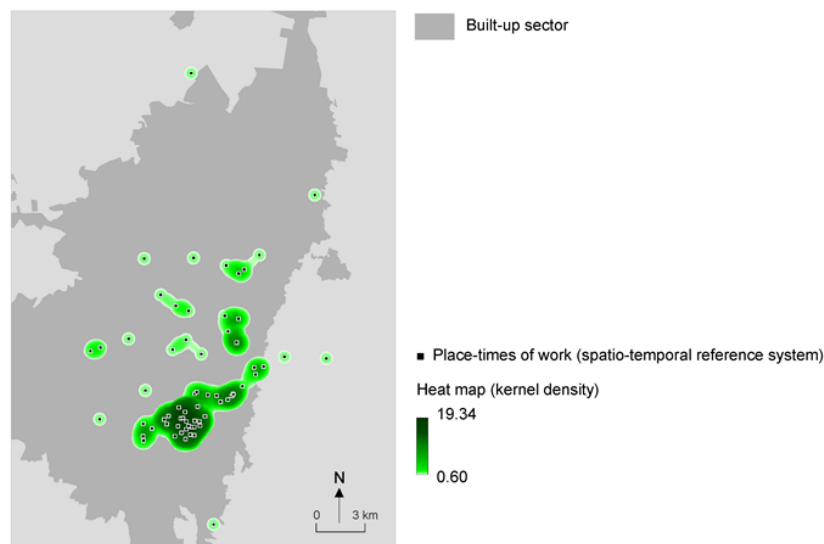 Built-up sector
Place-times of work (spatio-temporal reference system)
Heat map (kernel density)
19.34
0.60
N
0 3 km